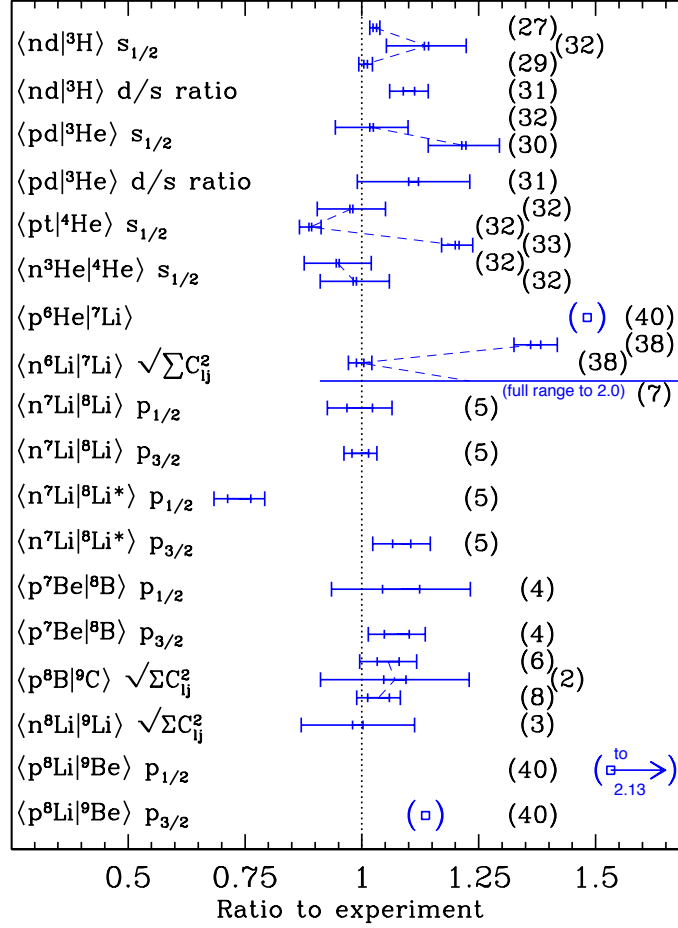 (27)
⟨nd|³H⟩ s₁/₂ (32)
(29)
⟨nd|³H⟩ d/s ratio (31)
(32)
⟨pd|³He⟩ s₁/₂
(30)
⟨pd|³He⟩ d/s ratio (31)
(32)
⟨pt|⁴He⟩ s₁/₂ (32)
(33)
⟨n³He|⁴He⟩ s₁/₂ (32)
(32)
⟨p⁶He|⁷Li⟩ ( ) (40)
(38)
⟨n⁶Li|⁷Li⟩ √∑C²lj (38)
(full range to 2.0) (7)
⟨n⁷Li|⁸Li⟩ p₁/₂ (5)
⟨n⁷Li|⁸Li⟩ p₃/₂ (5)
⟨n⁷Li|⁸Li*⟩ p₁/₂ (5)
⟨n⁷Li|⁸Li*⟩ p₃/₂ (5)
⟨p⁷Be|⁸B⟩ p₁/₂ (4)
⟨p⁷Be|⁸B⟩ p₃/₂ (4)
(6)
⟨p⁸B|⁹C⟩ √ΣC²lj (2)
(8)
⟨n⁸Li|⁹Li⟩ √ΣC²lj (3)
to
⟨p⁸Li|⁹Be⟩ p₁/₂ (40) ( )
2.13
⟨p⁸Li|⁹Be⟩ p₃/₂ ( ) (40)
0.5 0.75 1 1.25 1.5
Ratio to experiment